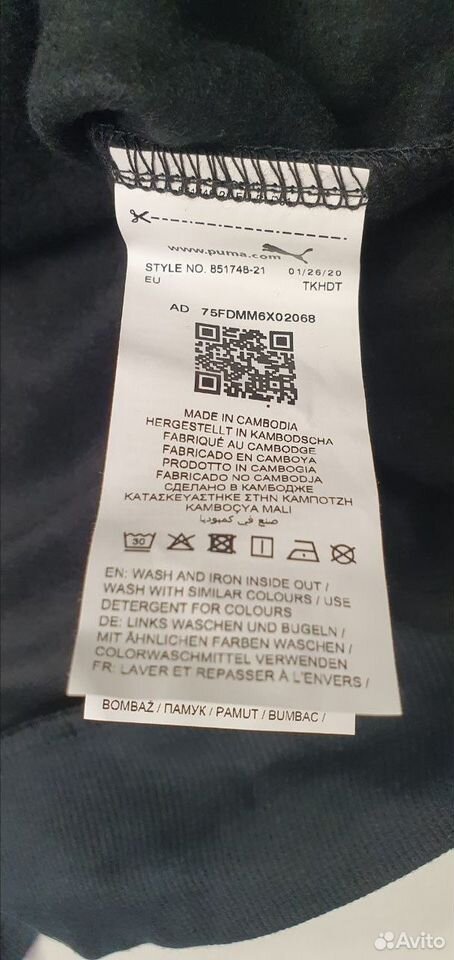 www.puma.com
STYLE NO. 851748-21 01/26/20
EU TKHDT
AD 75FDMM6X02068
MADE IN CAMBODIA
HERGESTELLT IN KAMBODSCHA
FABRIQUÉ AU CAMBODGE
FABRICADO EN CAMBOYA
PRODOTTO IN CAMBOGIA
FABRICADO NO CAMBODJA
СДЕЛАНО В КАМБОДЖЕ
ΚΑΤΑΣΚΕΥΑΣΤΗΚΕ ΣΤΗΝ ΚΑΜΠΟΤΖΗ
KAMBOÇYA MALI
صنع في كمبوديا
30
EN: WASH AND IRON INSIDE OUT /
WASH WITH SIMILAR COLOURS / USE
DETERGENT FOR COLOURS
DE: LINKS WASCHEN UND BÜGELN /
MIT ÄHNLICHEN FARBEN WASCHEN /
COLORWASCHMITTEL VERWENDEN
FR: LAVER ET REPASSER À L'ENVERS /
BOMBAŽ / ПАМУК / PAMUT / BUMBAC /
Avito